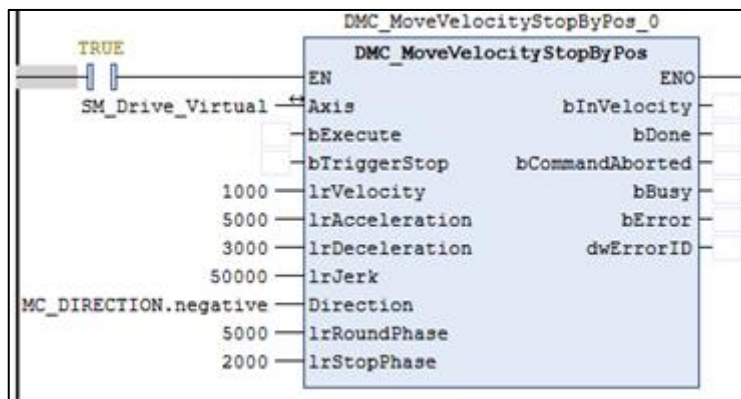 DMC_MoveVelocityStopByPos_0
TRUE
DMC_MoveVelocityStopByPos
EN ENO
SM_Drive_Virtual Axis bInVelocity
bExecute bDone
bTriggerStop bCommandAborted
1000 lrVelocity bBusy
5000 lrAcceleration bError
3000 lrDeceleration dwErrorID
50000 lrJerk
MC_DIRECTION.negative Direction
5000 lrRoundPhase
2000 lrStopPhase